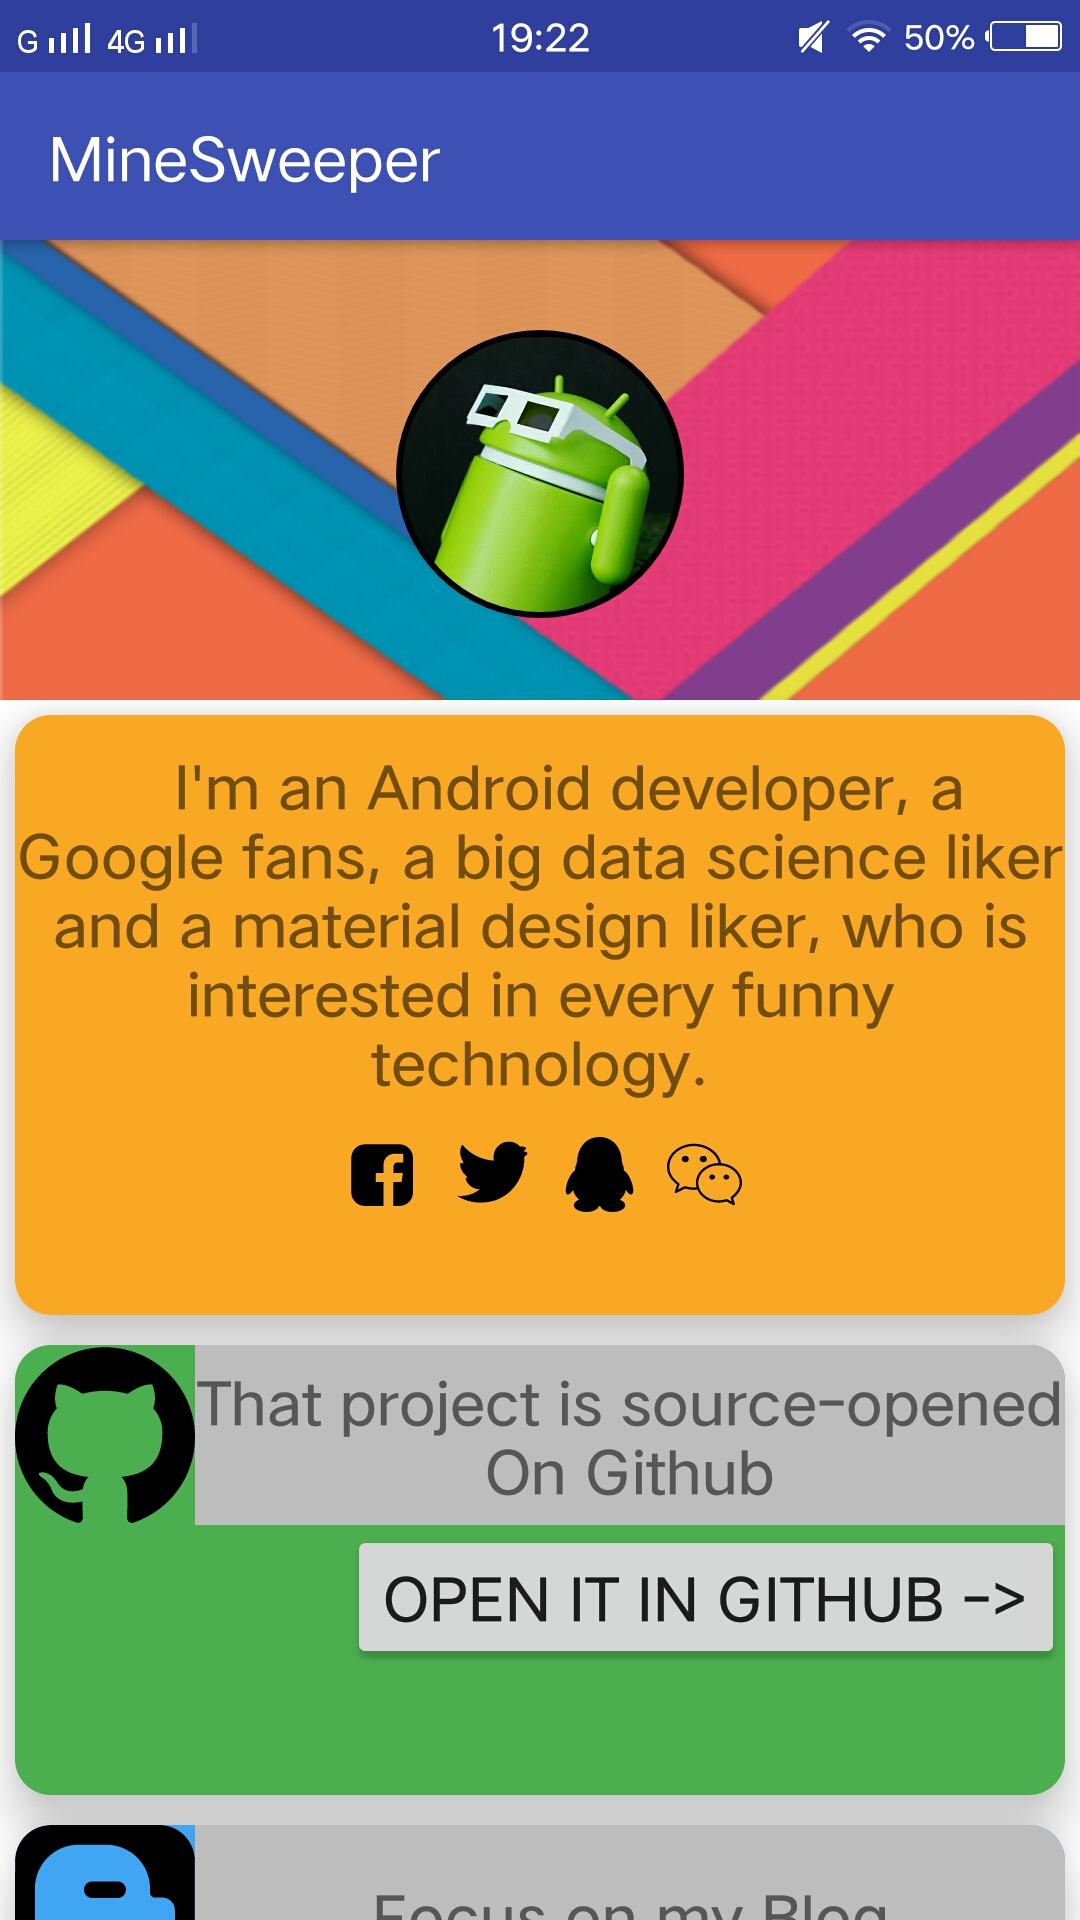 G 4G 19:22 50%
MineSweeper
I'm an Android developer, a
Google fans, a big data science liker
and a material design liker, who is
interested in every funny
technology.
That project is source-opened
On Github
OPEN IT IN GITHUB ->
Focus on my Blog